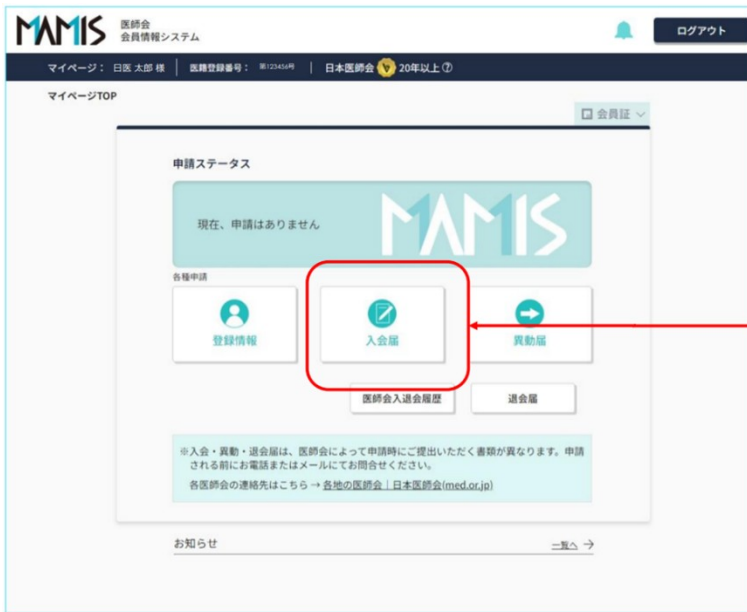 MAMIS 医師会
会員情報システム
ログアウト
マイページ： 日医 太郎 様 │ 医籍登録番号： 第123456号 │ 日本医師会 20年以上 ?
マイページTOP
会員証
申請ステータス
現在、申請はありません
MAMIS
各種申請
登録情報
入会届
異動届
医師会入退会履歴
退会届
※入会・異動・退会届は、医師会によって申請時にご提出いただく書類が異なります。申請
される前にお電話またはメールにてお問合せください。
各医師会の連絡先はこちら → 各地の医師会｜日本医師会(med.or.jp)
お知らせ
一覧へ →